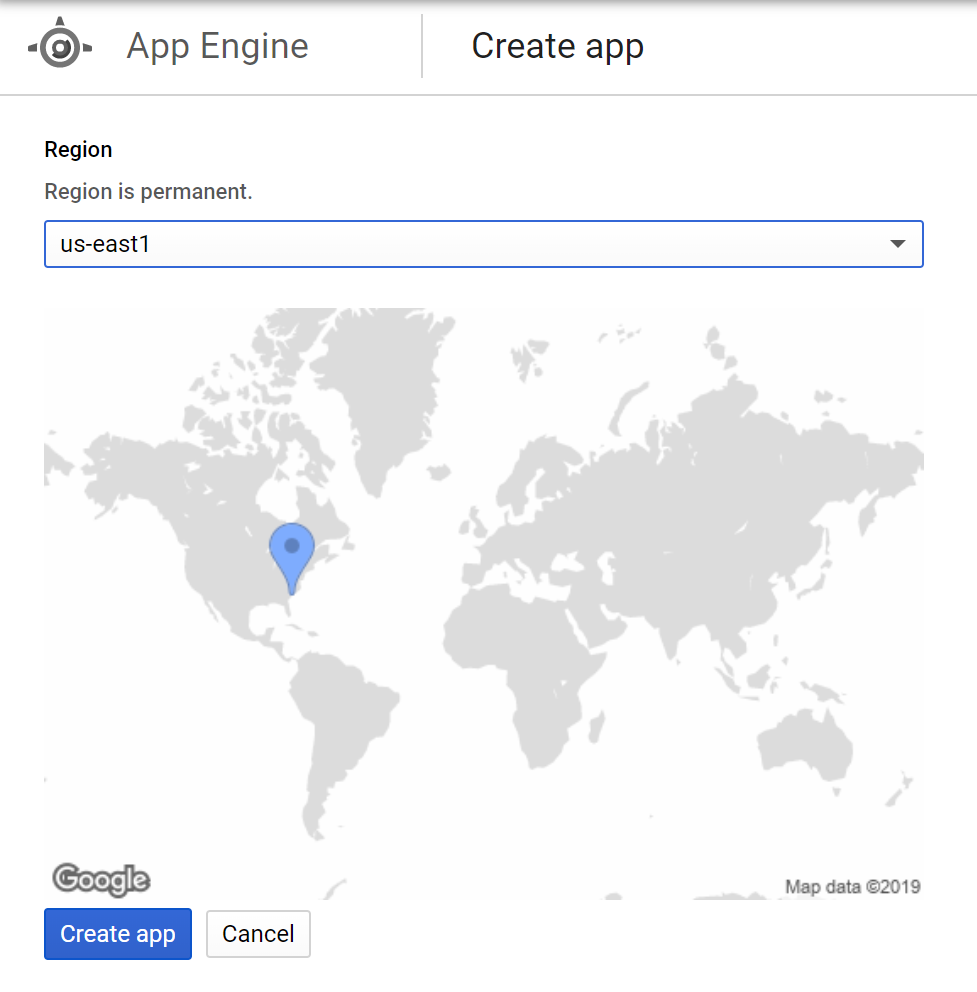 App Engine
Create app
Region
Region is permanent.
us-east1
Google
Map data ©2019
Create app
Cancel